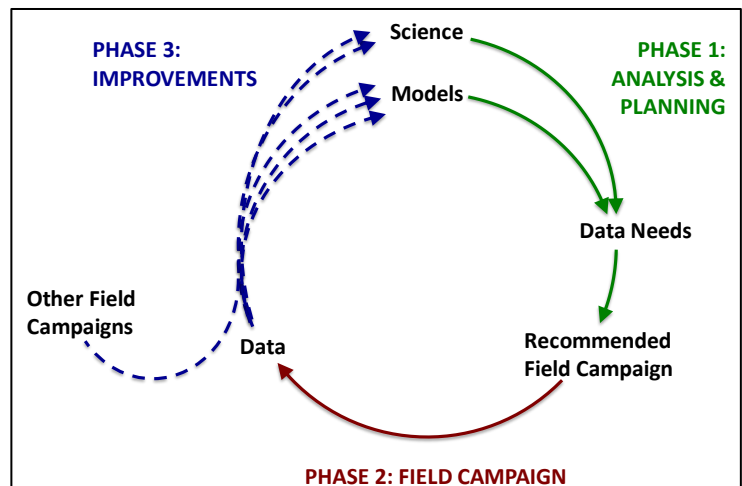 PHASE 3:
IMPROVEMENTS
Science
Models
PHASE 1:
ANALYSIS &
PLANNING
Data Needs
Other Field
Campaigns
Data
Recommended
Field Campaign
PHASE 2: FIELD CAMPAIGN